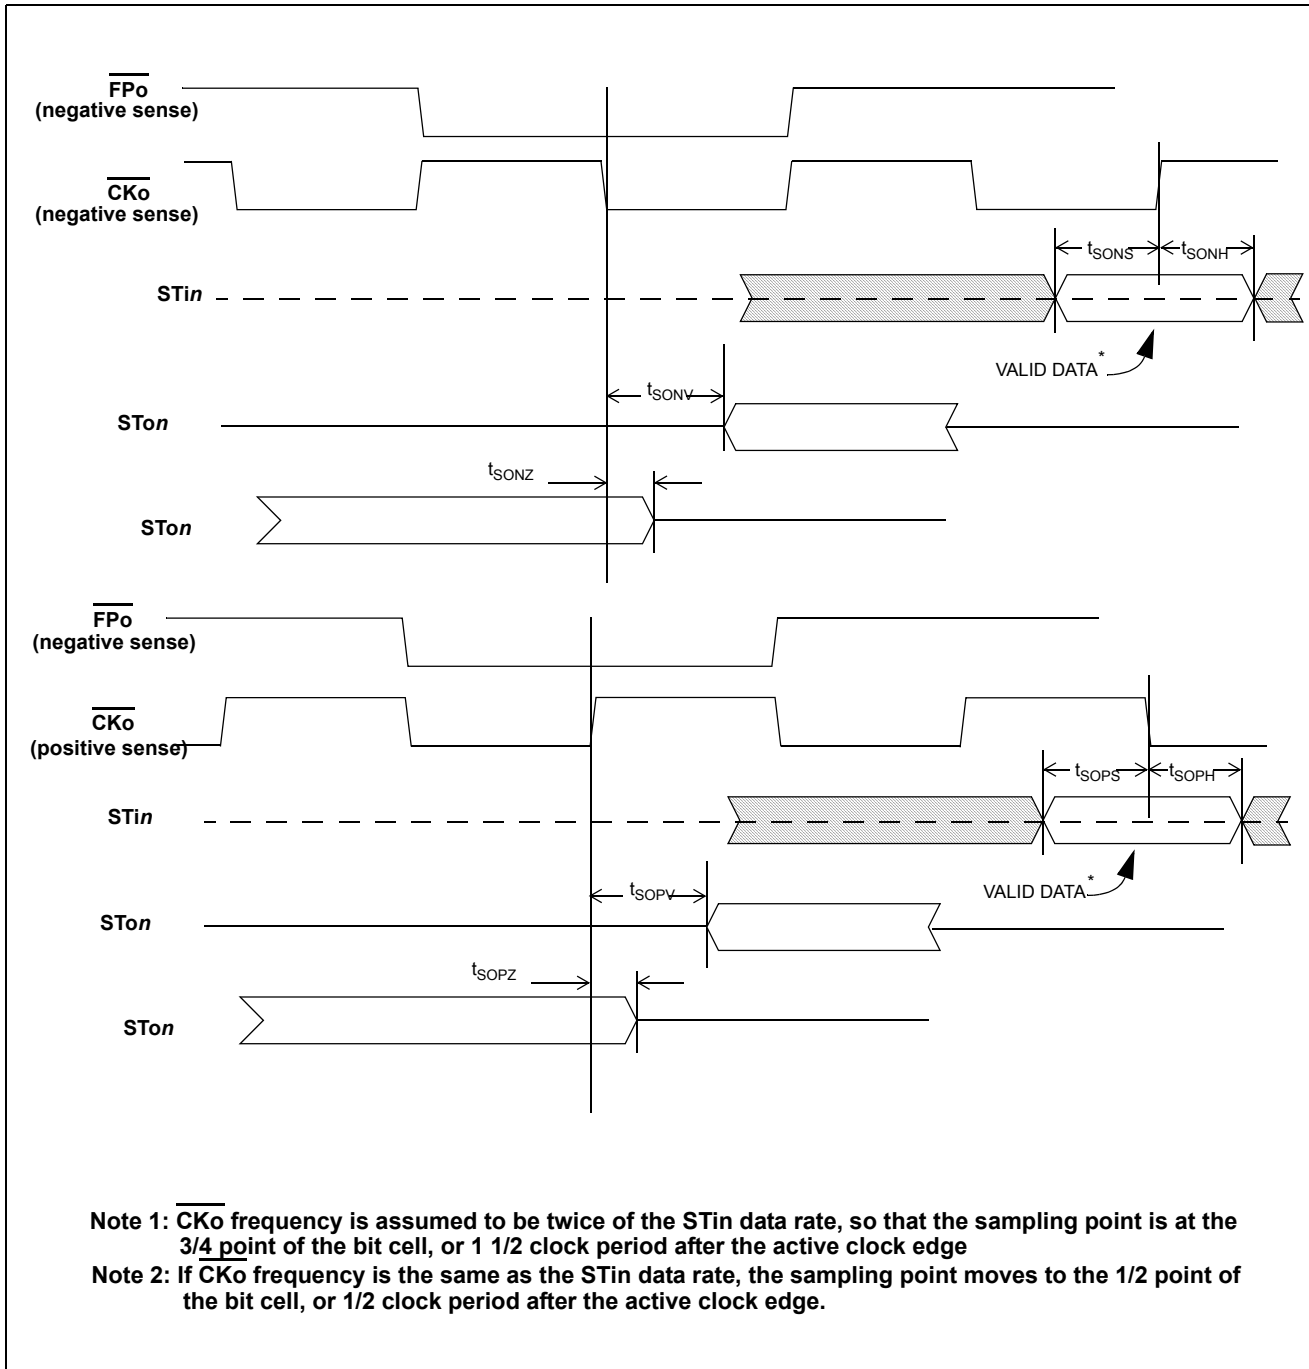 FPo
(negative sense)
CKo
(negative sense)
tSONS
tSONH
STin
VALID DATA*
tSONV
STon
tSONZ
STon
FPo
(negative sense)
CKo
(positive sense)
tSOPS
tSOPH
STin
VALID DATA*
tSOPV
STon
tSOPZ
STon
Note 1: CKo frequency is assumed to be twice of the STin data rate, so that the sampling point is at the
3/4 point of the bit cell, or 1 1/2 clock period after the active clock edge
Note 2: If CKo frequency is the same as the STin data rate, the sampling point moves to the 1/2 point of
the bit cell, or 1/2 clock period after the active clock edge.